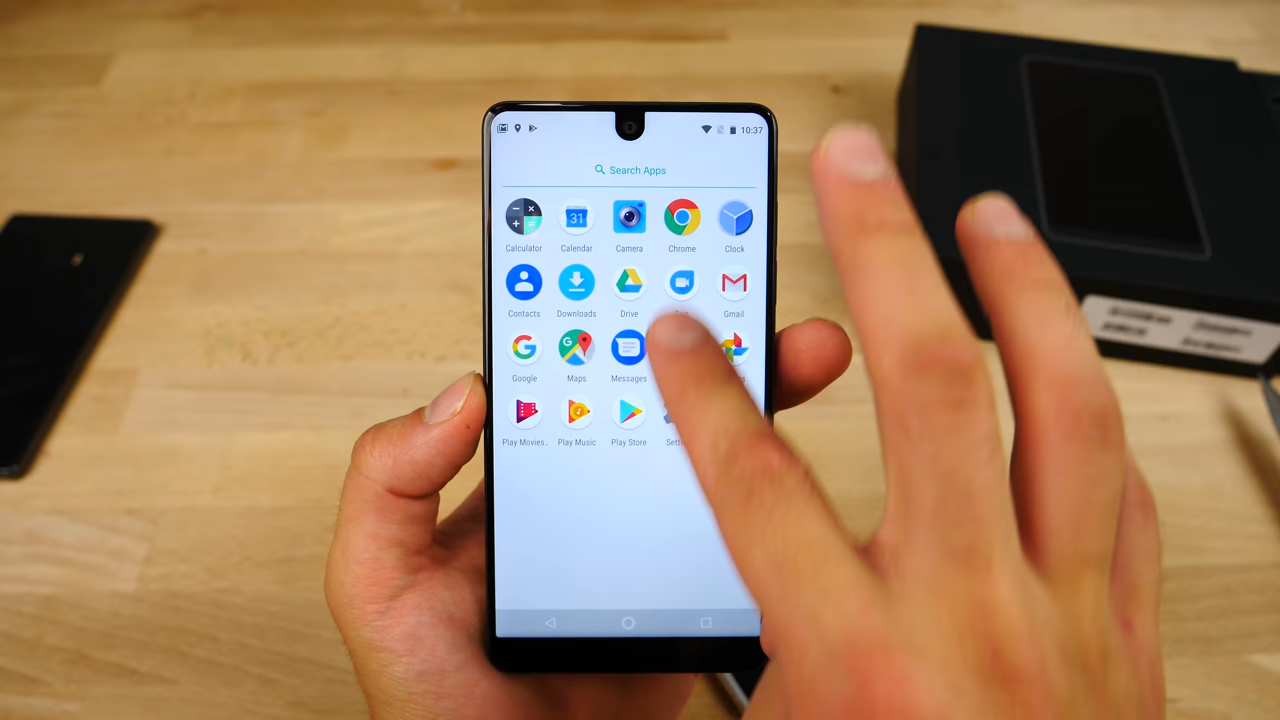 10:37
Search Apps
31
Calculator Calendar Camera Chrome Clock
Contacts Downloads Drive Gmail
G
Google Maps Messages
Play Movies.. Play Music Play Store